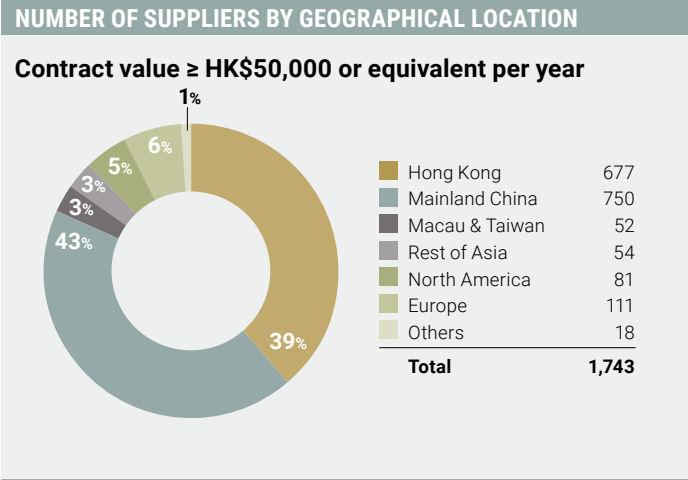 NUMBER OF SUPPLIERS BY GEOGRAPHICAL LOCATION
Contract value ≥ HK$50,000 or equivalent per year
1%
6%
5%
3%
3%
43%
39%
Hong Kong 677
Mainland China 750
Macau & Taiwan 52
Rest of Asia 54
North America 81
Europe 111
Others 18
Total 1,743